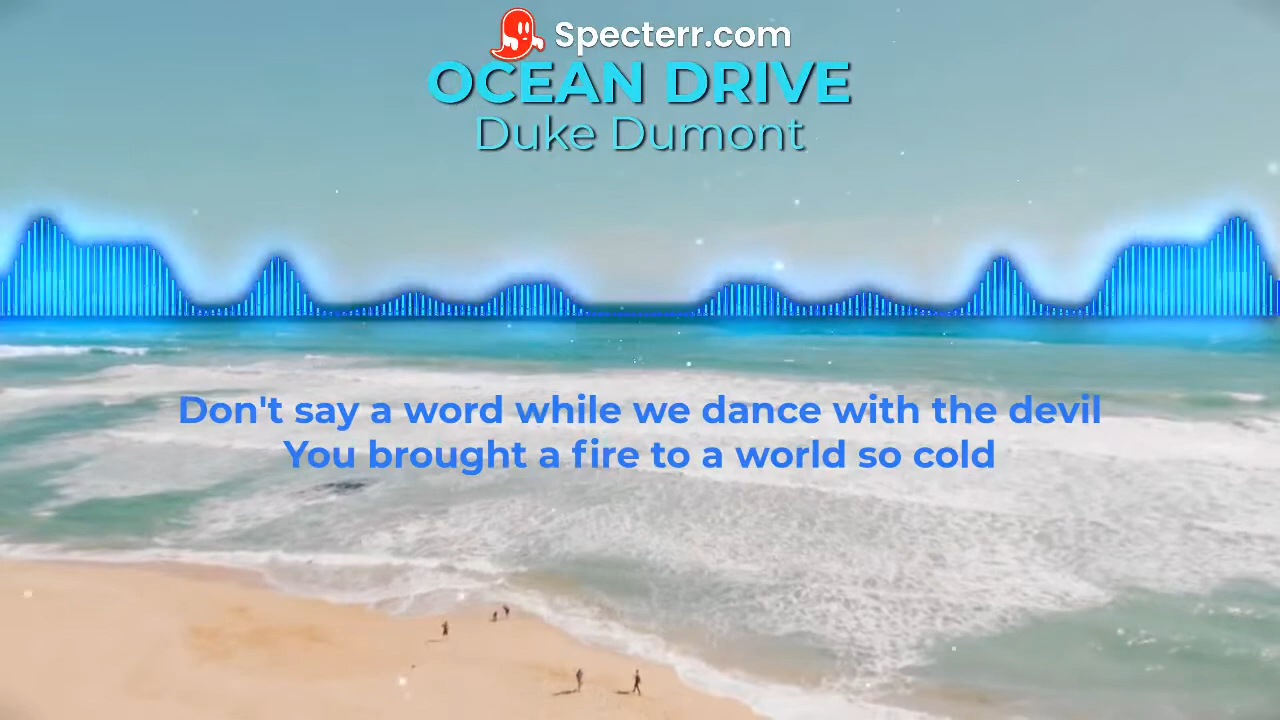 Specterr.com
OCEAN DRIVE
Duke Dumont
Don't say a word while we dance with the devil
You brought a fire to a world so cold